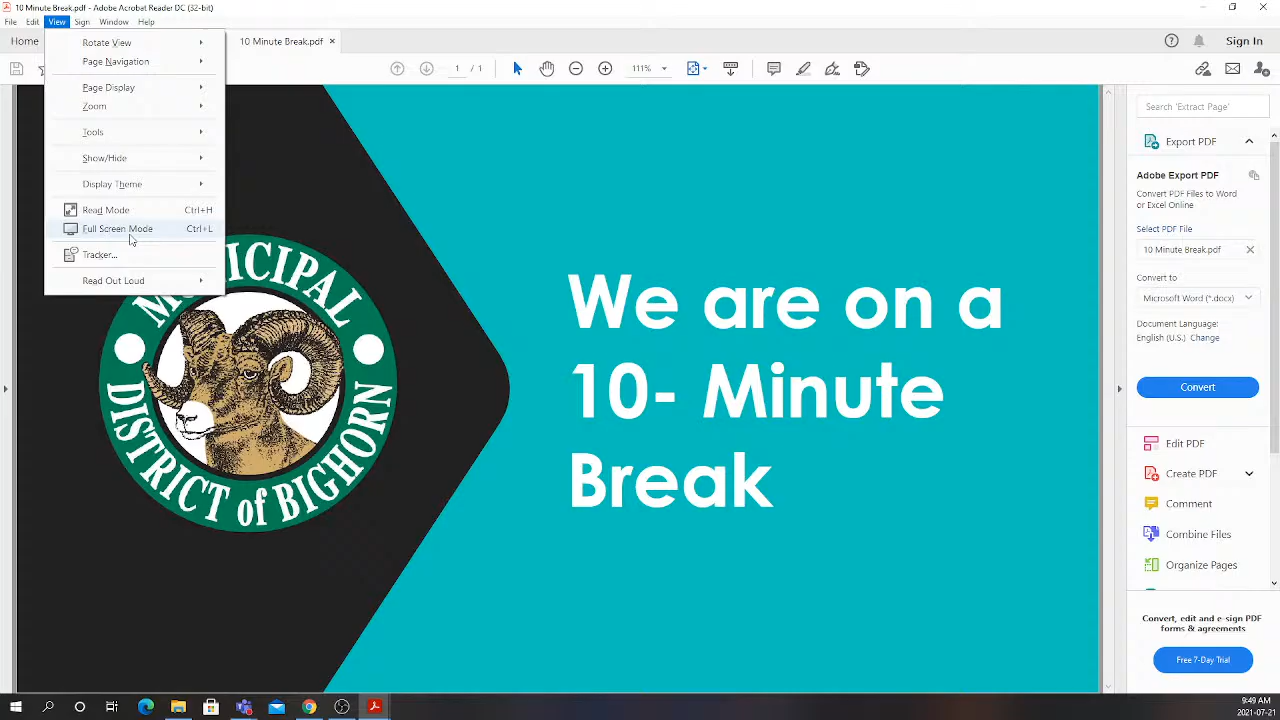 10 Minute Break.pdf - Adobe Acrobat Reader DC (32-bit)
File Edit View Sign Window Help
Home
10 Minute Break.pdf ×
Sign In
1 / 1
111%
Rotate View
Page Navigation
Page Display
Zoom
Tools
Show/Hide
Display Theme
Read Mode Ctrl+H
Full Screen Mode Ctrl+L
Tracker...
Read Out Loud
MUNICIPAL
DISTRICT of BIGHORN
We are on a
10- Minute
Break
Search 'Extract Page'
Export PDF
Adobe Export PDF
Convert PDF Files to Word
or Excel Online
Select PDF File
10 Minute Break.pdf
Convert to
Microsoft Word (*.docx)
Document Language:
English (U.S.) Change
Convert
Edit PDF
Create PDF
Comment
Combine Files
Organize Pages
Convert, edit and e-sign PDF
forms & agreements
Free 7-Day Trial
9:49 AM
2021-07-21